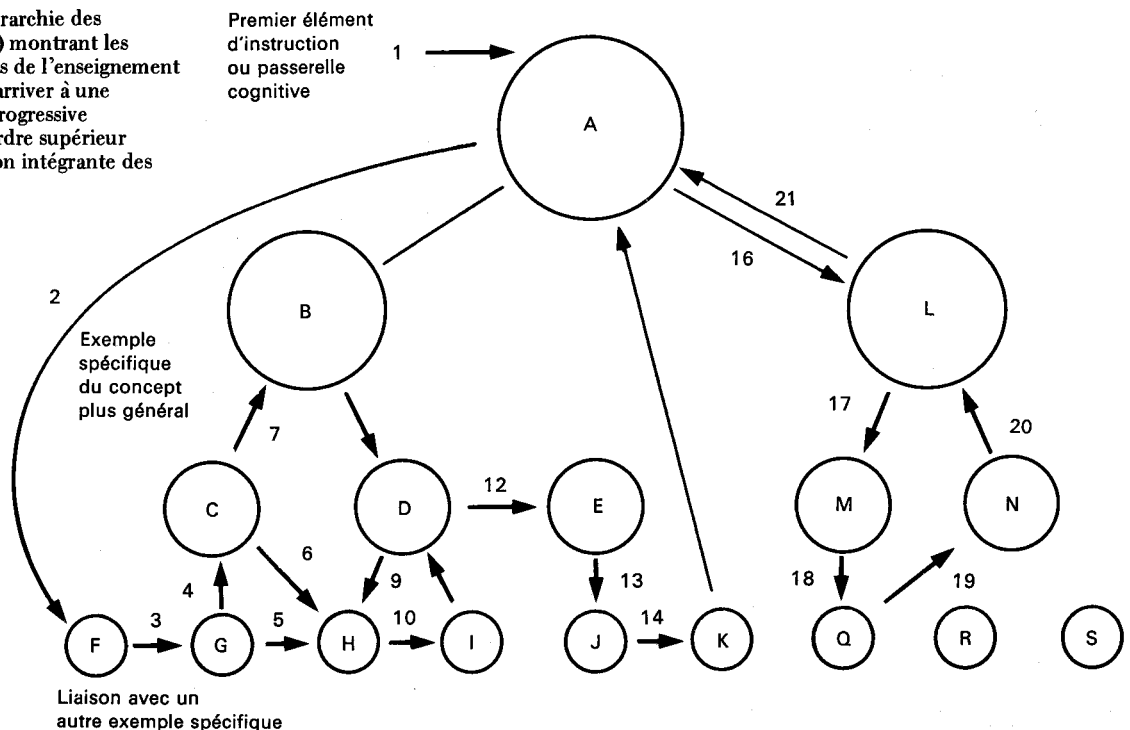 rarchie des
) montrant les
s de l'enseignement
arriver à une
rogressive
rdre supérieur
on intégrante des
Premier élément
d'instruction
ou passerelle
cognitive
1
A
21
16
2
B
L
Exemple
spécifique
du concept
plus général
7
17
20
C
D
12
E
M
N
6
4
9
13
18
19
3
5
10
14
F
G
H
I
J
K
Q
R
S
Liaison avec un
autre exemple spécifique